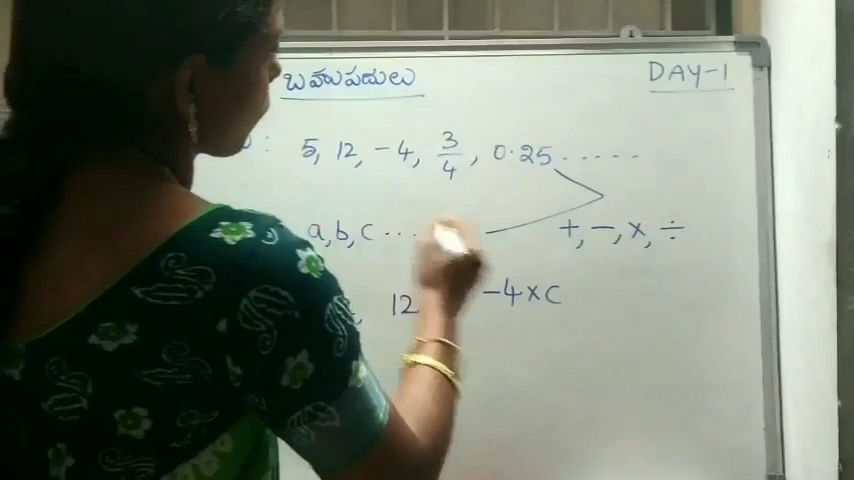 బహుపదులు DAY-1
: 5, 12, -4, 3/4, 0.25......
a, b, c ...
+, -, ×, ÷
12 -4×c